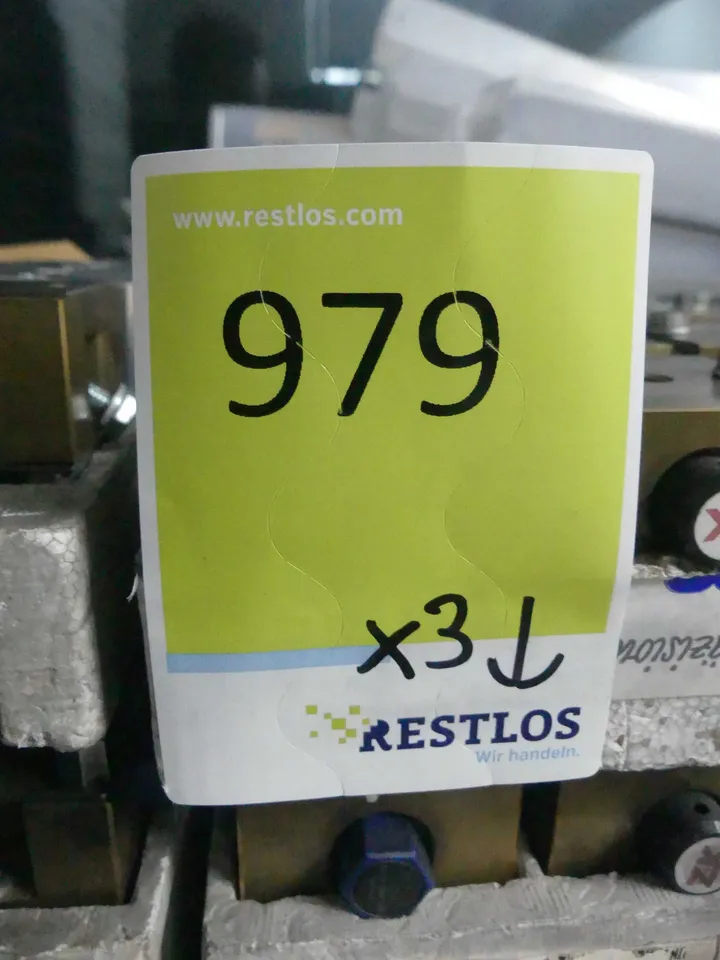 www.restlos.com
979
x3 ↓
RESTLOS
Wir handeln.